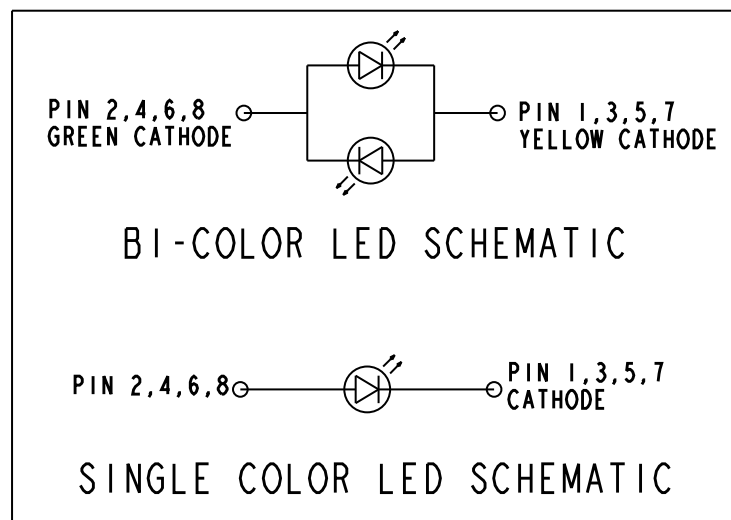 PIN 2,4,6,8
GREEN CATHODE
PIN 1,3,5,7
YELLOW CATHODE
BI-COLOR LED SCHEMATIC
PIN 2,4,6,8
PIN 1,3,5,7
CATHODE
SINGLE COLOR LED SCHEMATIC